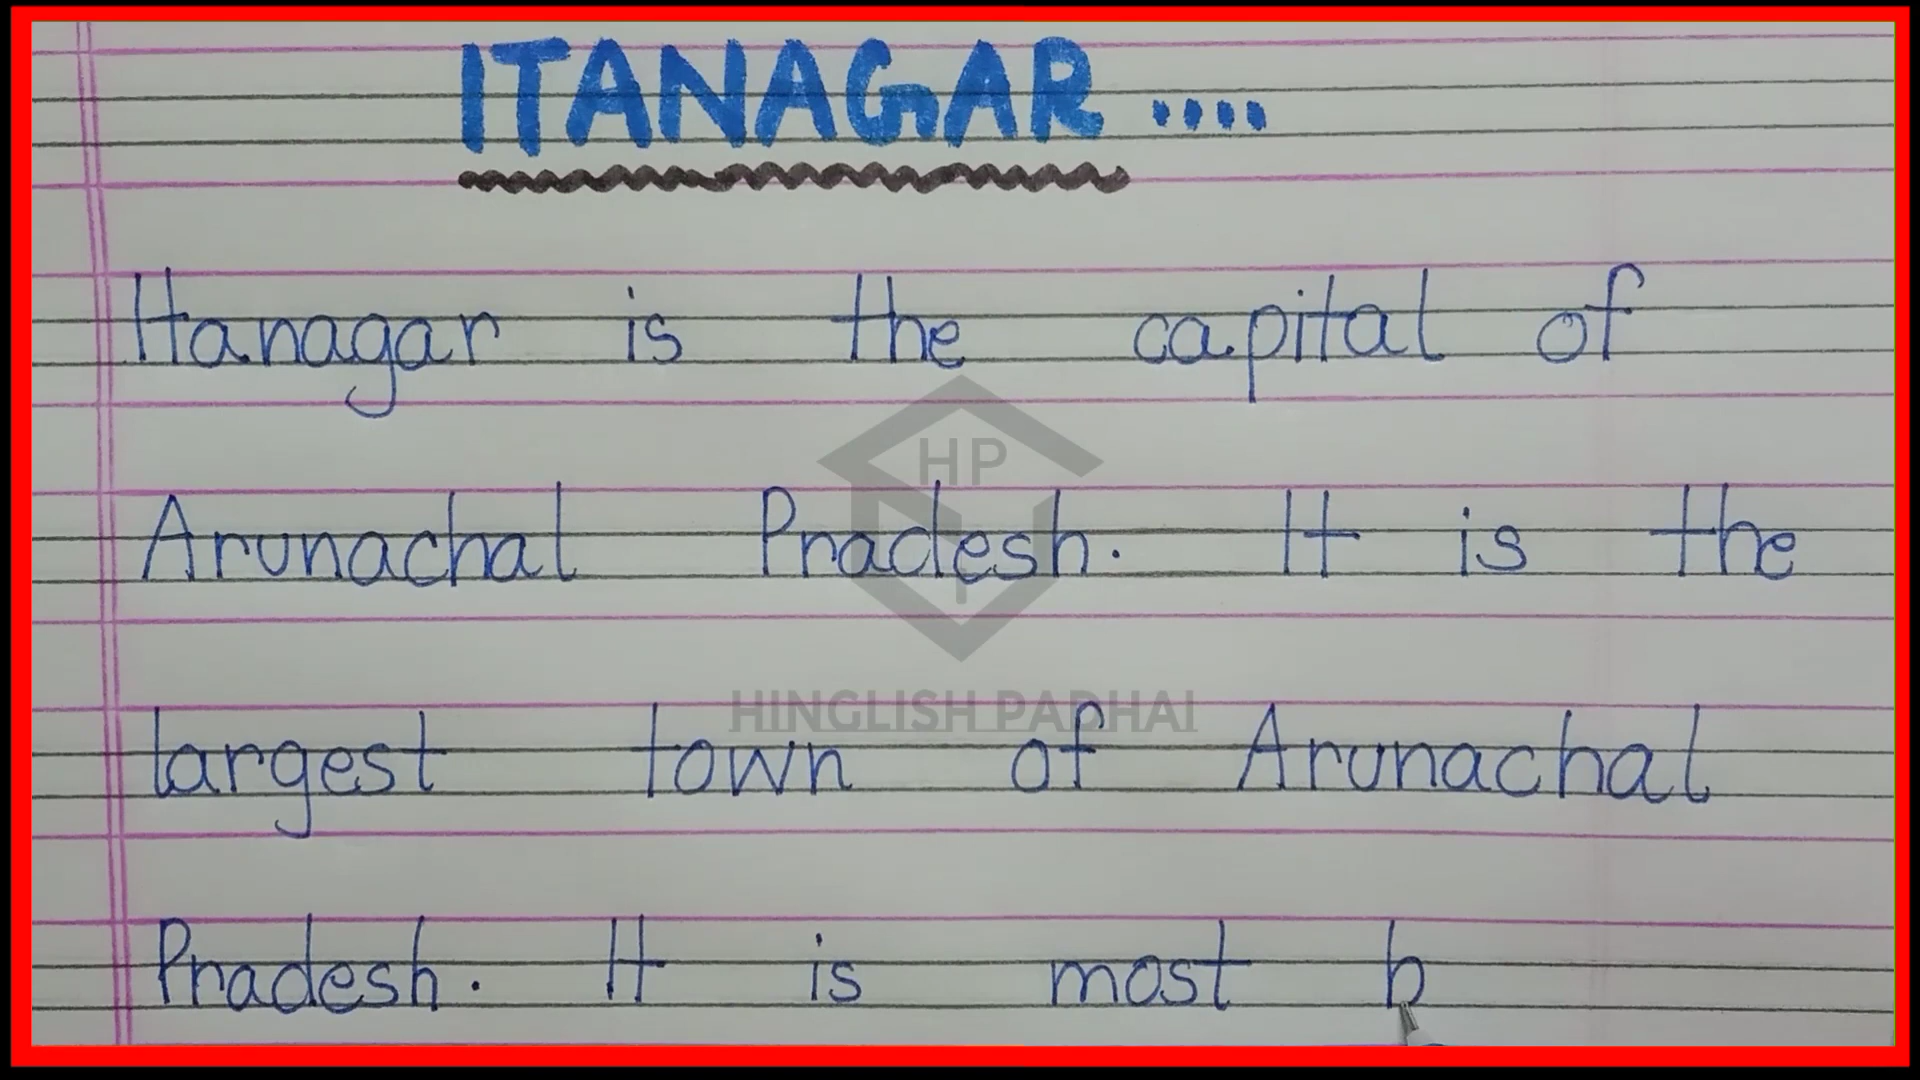 ITANAGAR ....
Itanagar is the capital of
HP
Arunachal Pradesh. It is the
HINGLISH PADHAI
largest town of Arunachal
Pradesh. It is most b